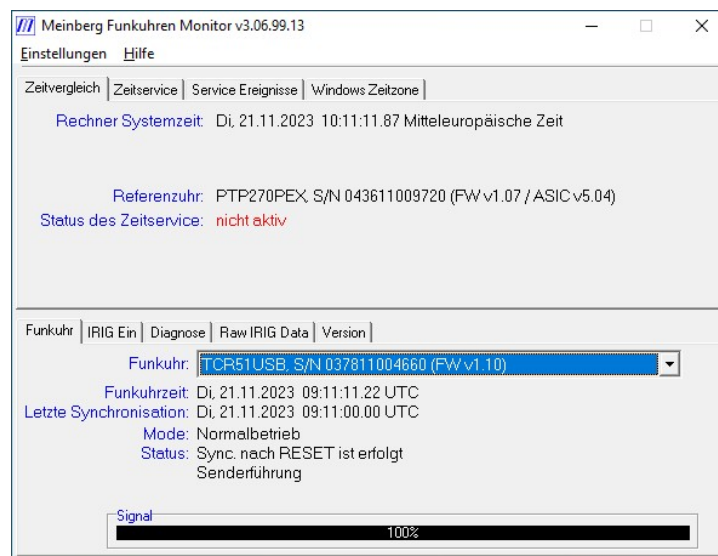 Meinberg Funkuhren Monitor v3.06.99.13
Einstellungen Hilfe
Zeitvergleich Zeitservice Service Ereignisse Windows Zeitzone
Rechner Systemzeit: Di, 21.11.2023 10:11:11.87 Mitteleuropäische Zeit
Referenzuhr: PTP270PEX, S/N 043611009720 (FW v1.07 / ASIC v5.04)
Status des Zeitservice: nicht aktiv
Funkuhr IRIG Ein Diagnose Raw IRIG Data Version
Funkuhr: TCR51USB, S/N 037811004660 (FW v1.10)
Funkuhrzeit: Di, 21.11.2023 09:11:11.22 UTC
Letzte Synchronisation: Di, 21.11.2023 09:11:00.00 UTC
Mode: Normalbetrieb
Status: Sync. nach RESET ist erfolgt
Senderführung
Signal
100%